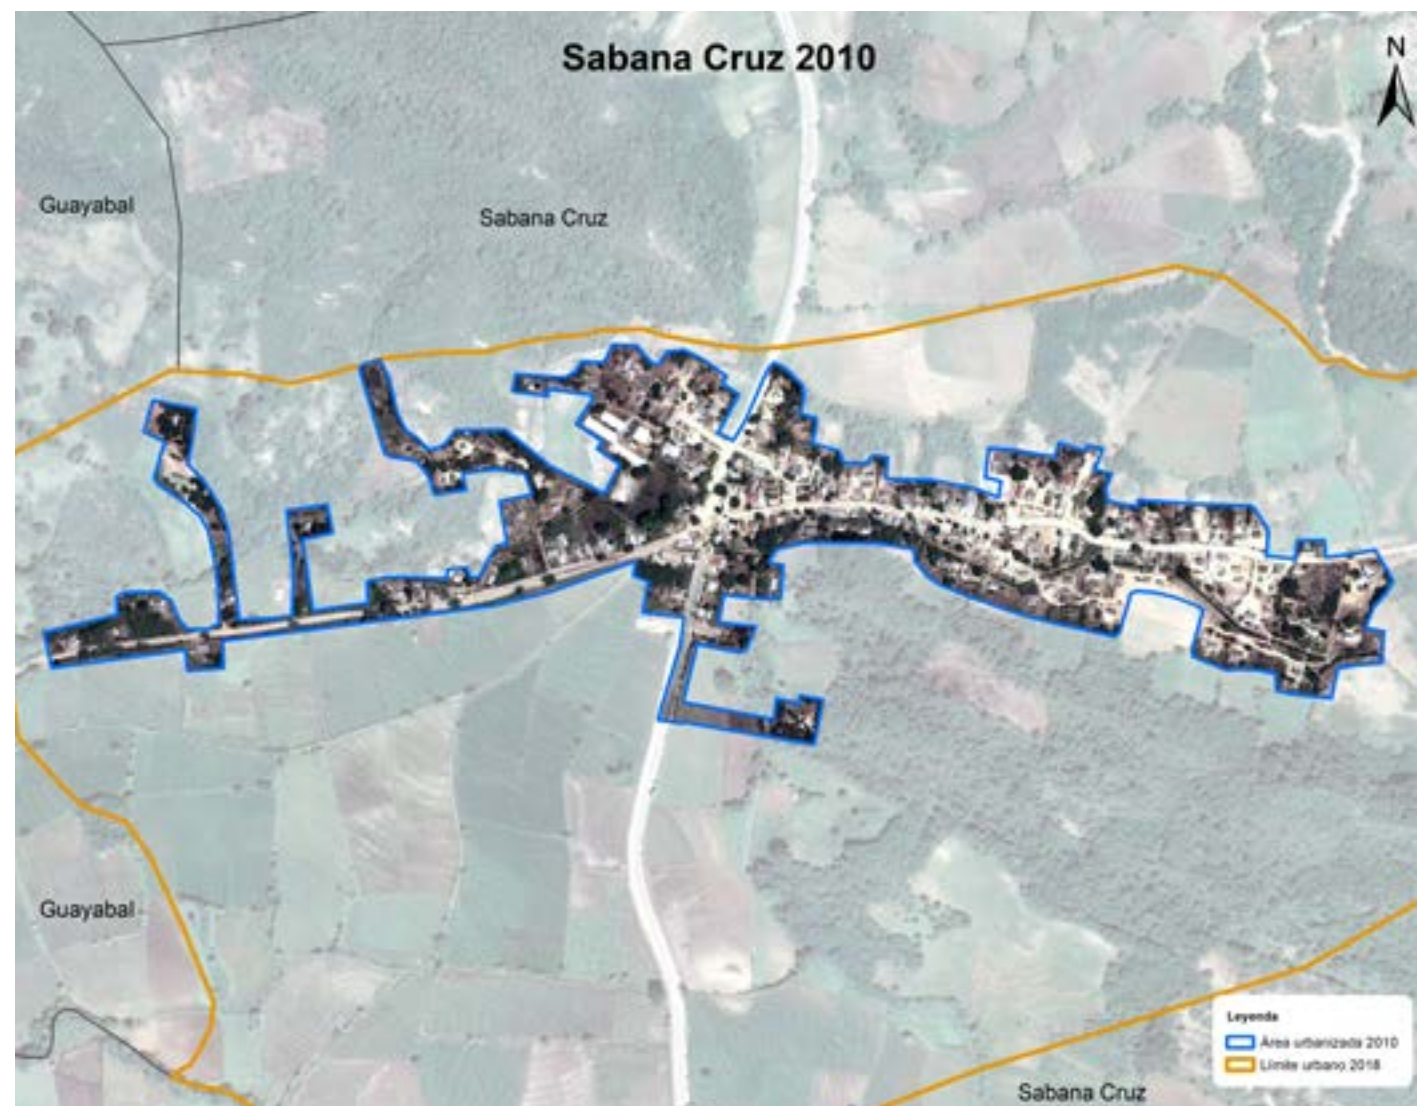 Sabana Cruz 2010
N
Guayabal
Sabana Cruz
Guayabal
Leyenda
Área urbanizada 2010
Límite urbano 2018
Sabana Cruz